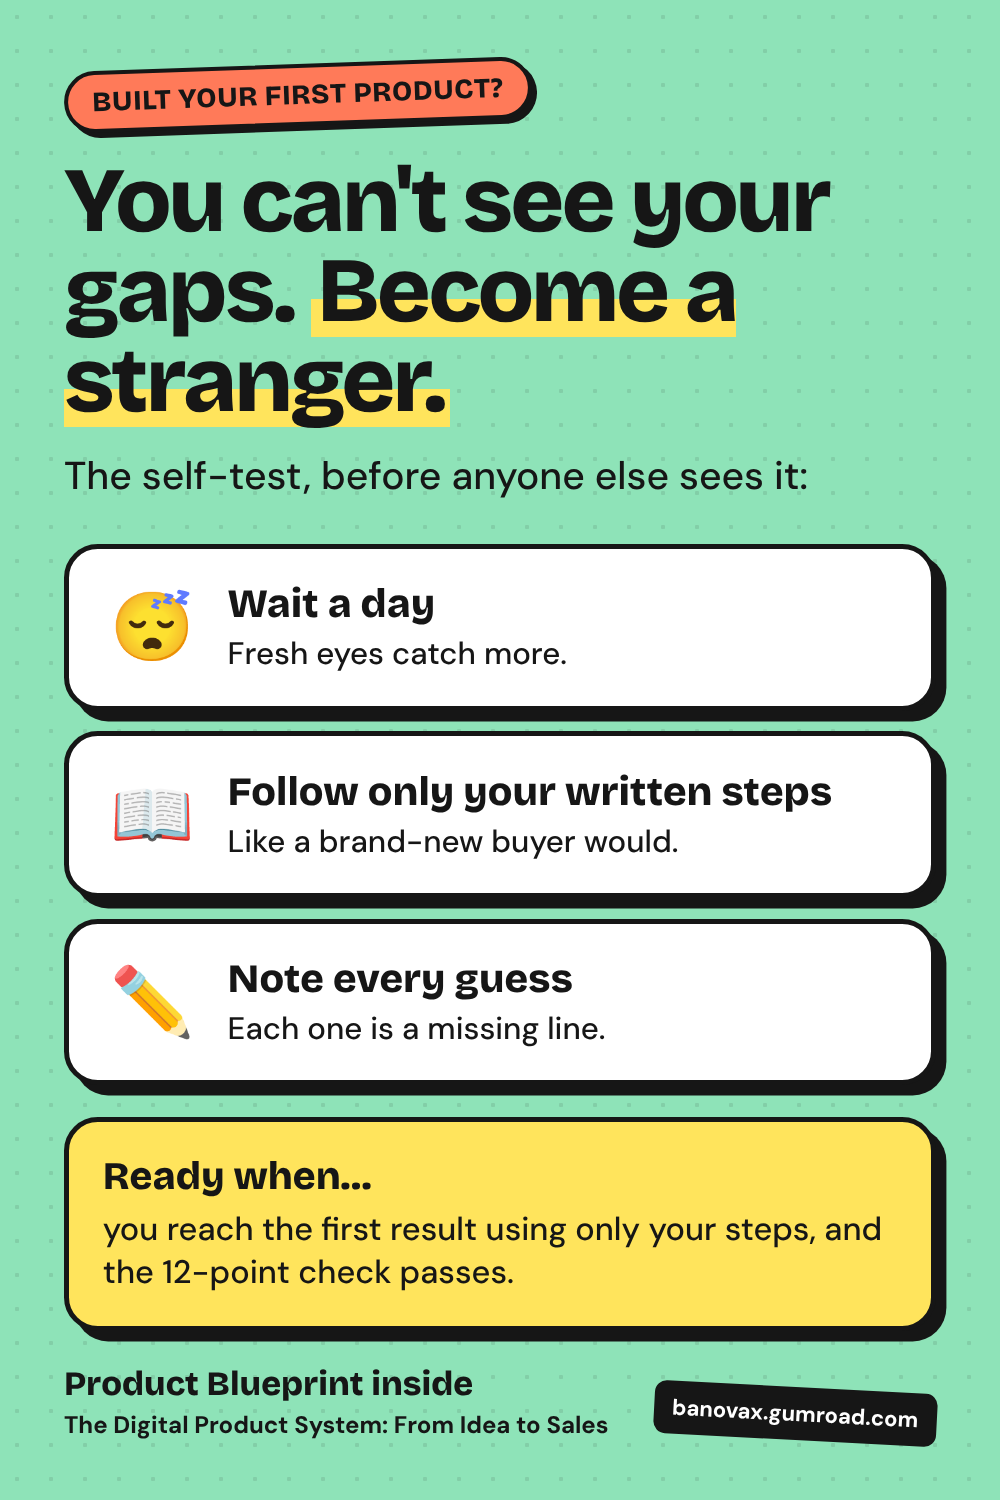 BUILT YOUR FIRST PRODUCT?
You can't see your
gaps. Become a
stranger.
The self-test, before anyone else sees it:
Wait a day
Fresh eyes catch more.
Follow only your written steps
Like a brand-new buyer would.
Note every guess
Each one is a missing line.
Ready when...
you reach the first result using only your steps, and
the 12-point check passes.
Product Blueprint inside
The Digital Product System: From Idea to Sales
banovax.gumroad.com